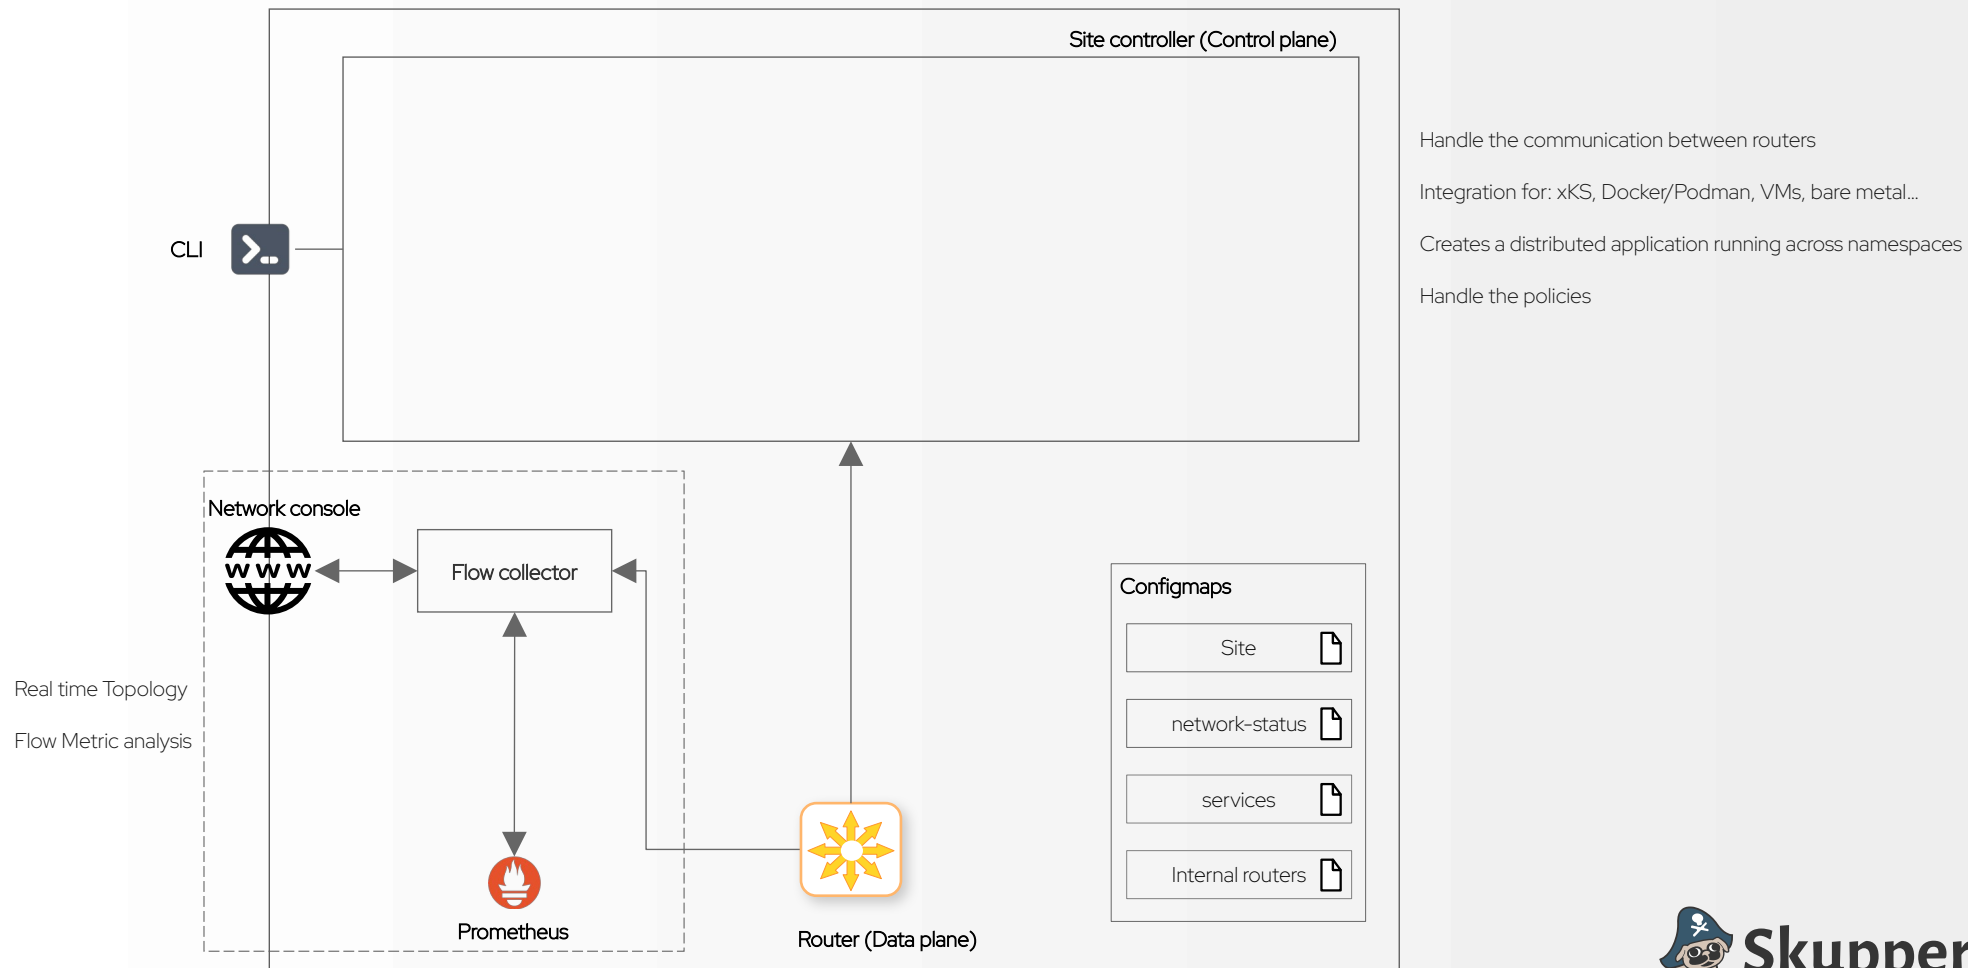 Site controller (Control plane)
Handle the communication between routers
Integration for: xKS, Docker/Podman, VMs, bare metal...
CLI
Creates a distributed application running across namespaces
Handle the policies
Network console
WWW
Flow collector
Configmaps
Site
network-status
services
Internal routers
Real time Topology
Flow Metric analysis
Prometheus
Router (Data plane)
Skupper